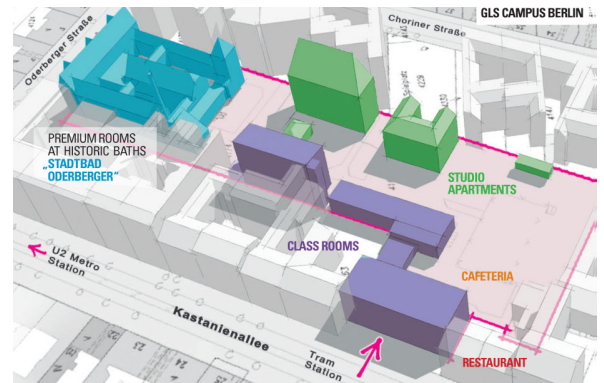 GLS CAMPUS BERLIN
Choriner Straße
Oderberger Straße
Spielplatz
PREMIUM ROOMS
AT HISTORIC BATHS
„STADTBAD
ODERBERGER"
STUDIO
APARTMENTS
CLASS ROOMS
U2 Metro
Station
CAFETERIA
Kastanienallee
Tram
Station
RESTAURANT